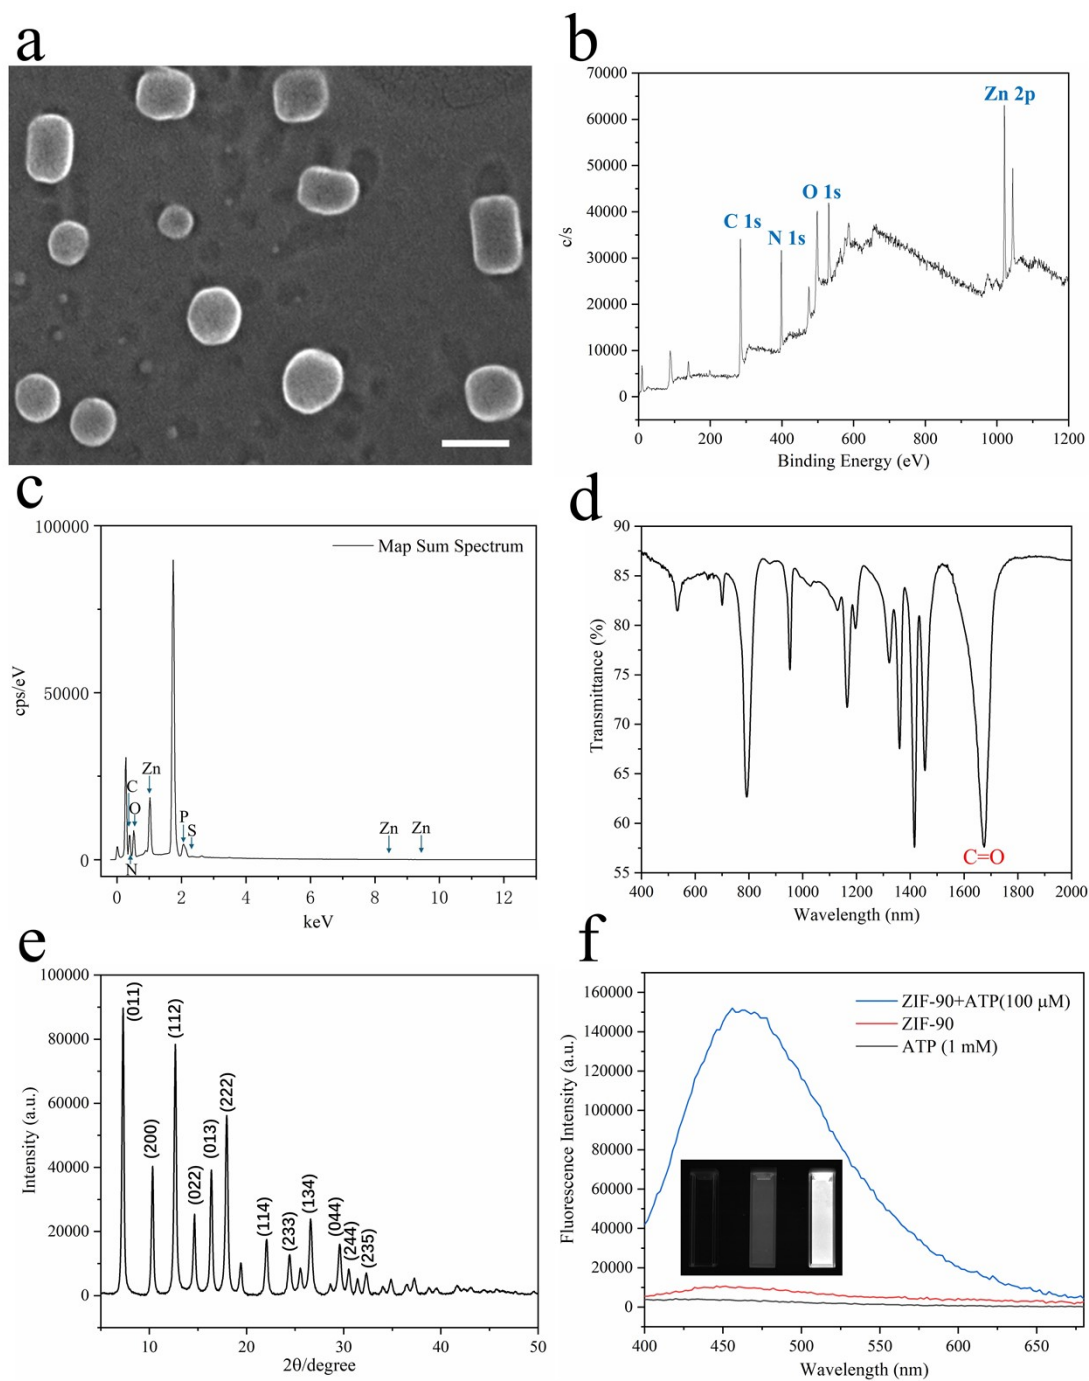 a
b
70000
60000
50000
40000
30000
20000
10000
0
c/s
Zn 2p
O 1s
C 1s
N 1s
0 200 400 600 800 1000 1200
Binding Energy (eV)
c
100000
50000
0
cps/eV
Map Sum Spectrum
C
O
N
Zn
P
S
Zn Zn
0 2 4 6 8 10 12
keV
d
90
85
80
75
70
65
60
55
Transmittance (%)
C=O
400 600 800 1000 1200 1400 1600 1800 2000
Wavelength (nm)
e
100000
80000
60000
40000
20000
0
Intensity (a.u.)
(011)
(200)
(112)
(022)
(013)
(222)
(114)
(233)
(134)
(044)
(244)
(235)
10 20 30 40 50
2θ/degree
f
160000
140000
120000
100000
80000
60000
40000
20000
0
Fluorescence Intensity (a.u.)
ZIF-90+ATP(100 μM)
ZIF-90
ATP (1 mM)
400 450 500 550 600 650
Wavelength (nm)